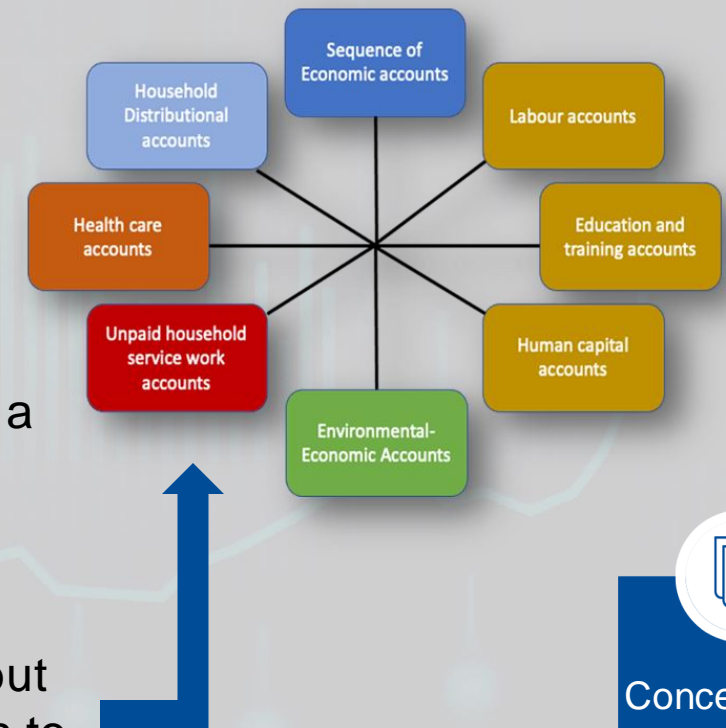 Sequence of
Economic accounts
Household
Distributional
accounts
Labour accounts
Health care
accounts
Education and
training accounts
Unpaid household
service work
accounts
Human capital
accounts
Environmental-
Economic Accounts
a